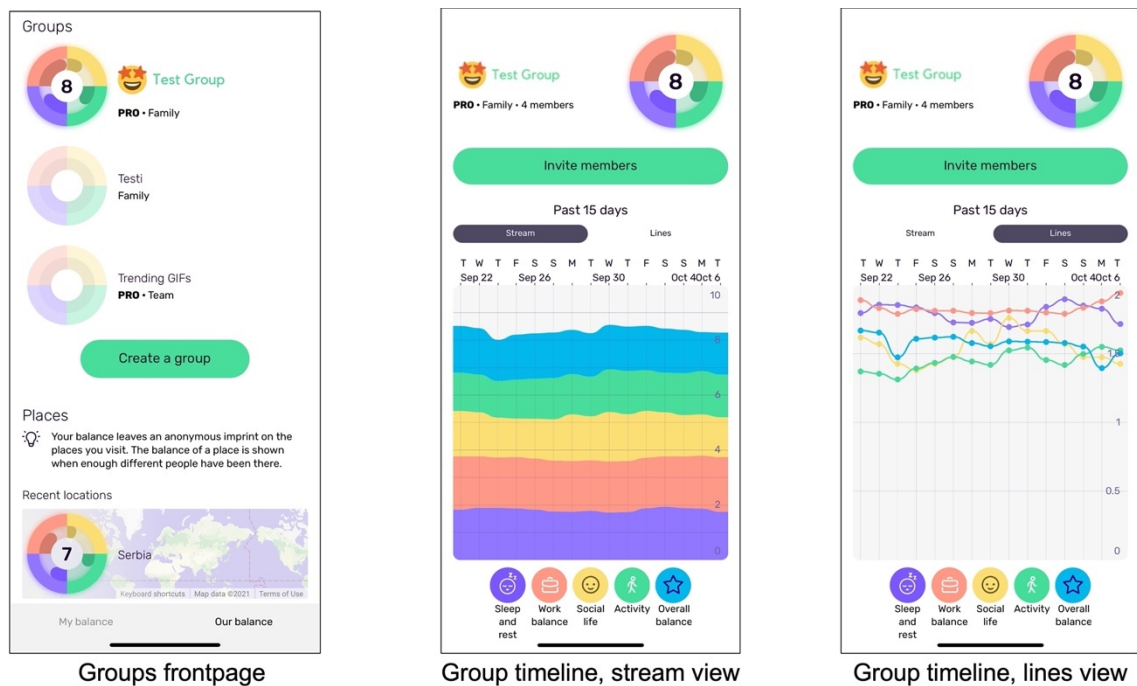 Groups
8
Test Group
PRO • Family
Testi
Family
Trending GIFs
PRO • Team
Create a group
Places
Your balance leaves an anonymous imprint on the
places you visit. The balance of a place is shown
when enough different people have been there.
Recent locations
7
Serbia
Keyboard shortcuts
Map data ©2021
Terms of Use
My balance
Our balance
Groups frontpage
Test Group
8
PRO • Family • 4 members
Invite members
Past 15 days
Stream
Lines
T W T F S S M T W T F S S M T
Sep 22 Sep 26 Sep 30 Oct 4 Oct 6
10
8
6
4
2
0
Sleep and rest
Work balance
Social life
Activity
Overall balance
Group timeline, stream view
Test Group
8
PRO • Family • 4 members
Invite members
Past 15 days
Stream
Lines
T W T F S S M T W T F S S M T
Sep 22 Sep 26 Sep 30 Oct 4 Oct 6
2
1.5
1
0.5
0
Sleep and rest
Work balance
Social life
Activity
Overall balance
Group timeline, lines view